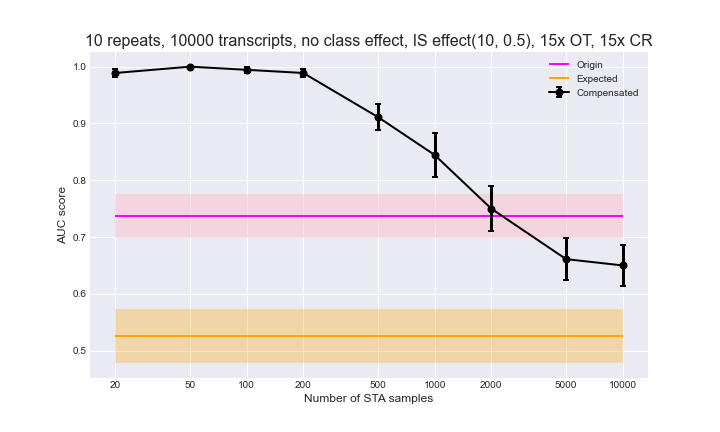 10 repeats, 10000 transcripts, no class effect, IS effect(10, 0.5), 15x OT, 15x CR
Origin
Expected
Compensated
AUC score
1.0
0.9
0.8
0.7
0.6
0.5
20 50 100 200 500 1000 2000 5000 10000
Number of STA samples